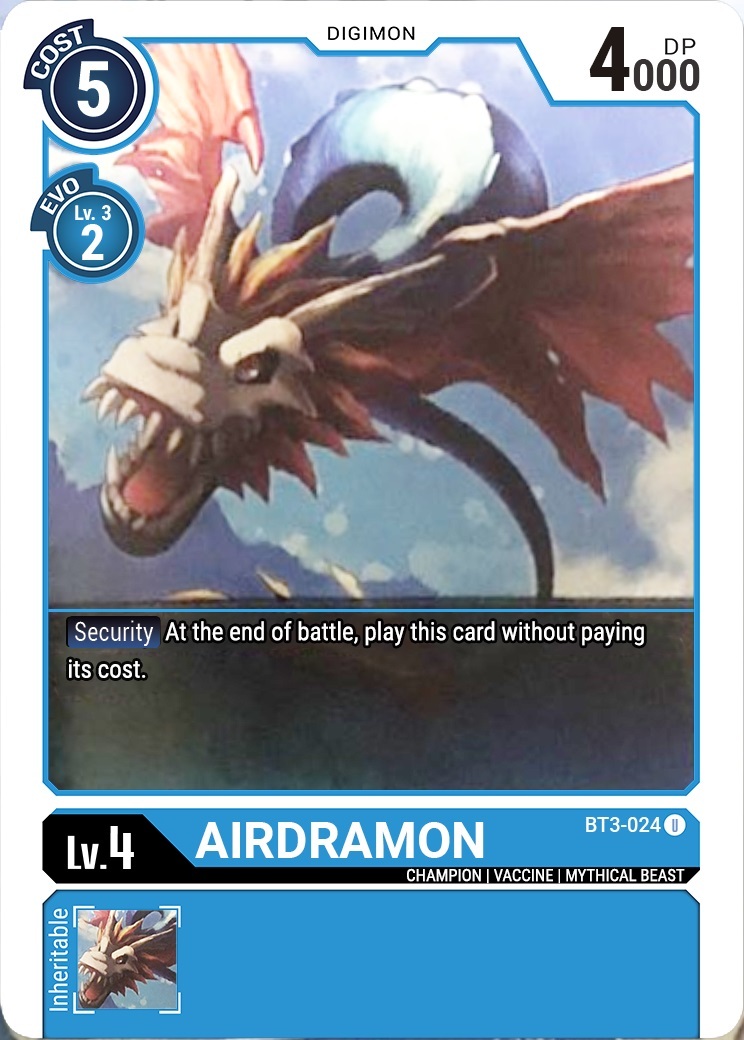 DIGIMON
COST
5
DP
4000
EVO
Lv. 3
2
Security At the end of battle, play this card without paying
its cost.
Lv.4
AIRDRAMON
BT3-024 U
CHAMPION | VACCINE | MYTHICAL BEAST
Inheritable